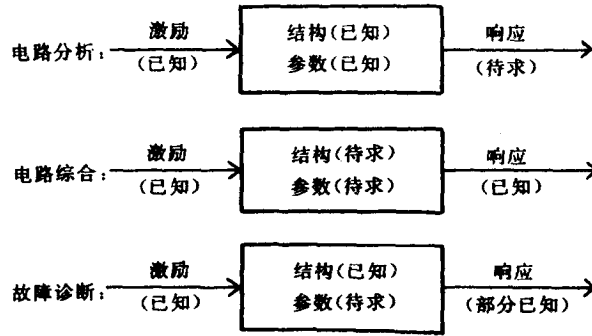 激励
结构(已知)
响应
电路分析:
(已知)
参数(已知)
(待求)
激励
结构(待求)
响应
电路综合:
(已知)
参数(待求)
(已知)
激励
结构(已知)
响应
故障诊断:
(已知)
参数(待求)
(部分已知)